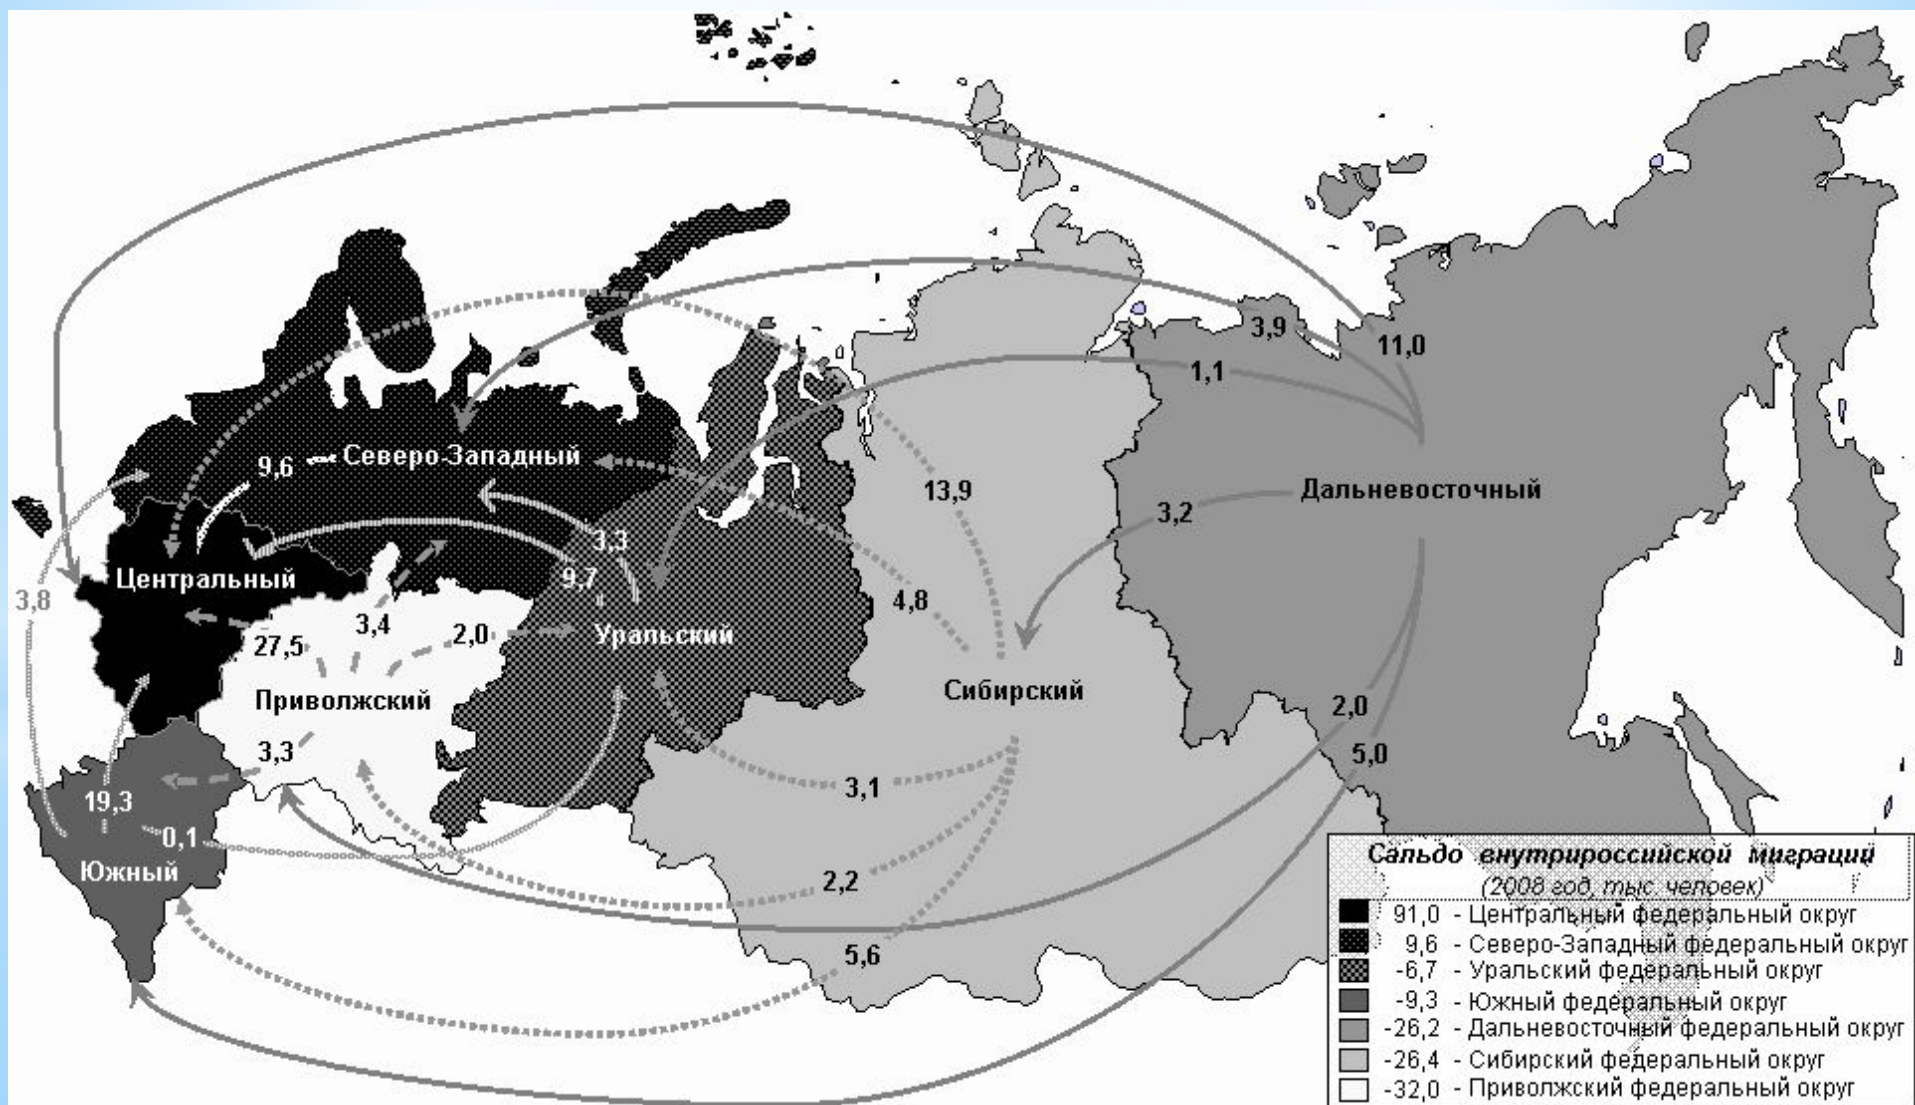 3,9
11,0
1,1
9,6
Северо-Западный
13,9
Дальневосточный
3,2
3,3
9,7
Центральный
3,8
4,8
3,4
27,5
2,0
Уральский
Сибирский
Приволжский
2,0
3,3
5,0
3,1
19,3
0,1
Южный
2,2
5,6
Сальдо внутрироссийской миграций
(2008 год, тыс. человек)
91,0 - Центральный федеральный округ
9,6 - Северо-Западный федеральный округ
-6,7 - Уральский федеральный округ
-9,3 - Южный федеральный округ
-26,2 - Дальневосточный федеральный округ
-26,4 - Сибирский федеральный округ
-32,0 - Приволжский федеральный округ